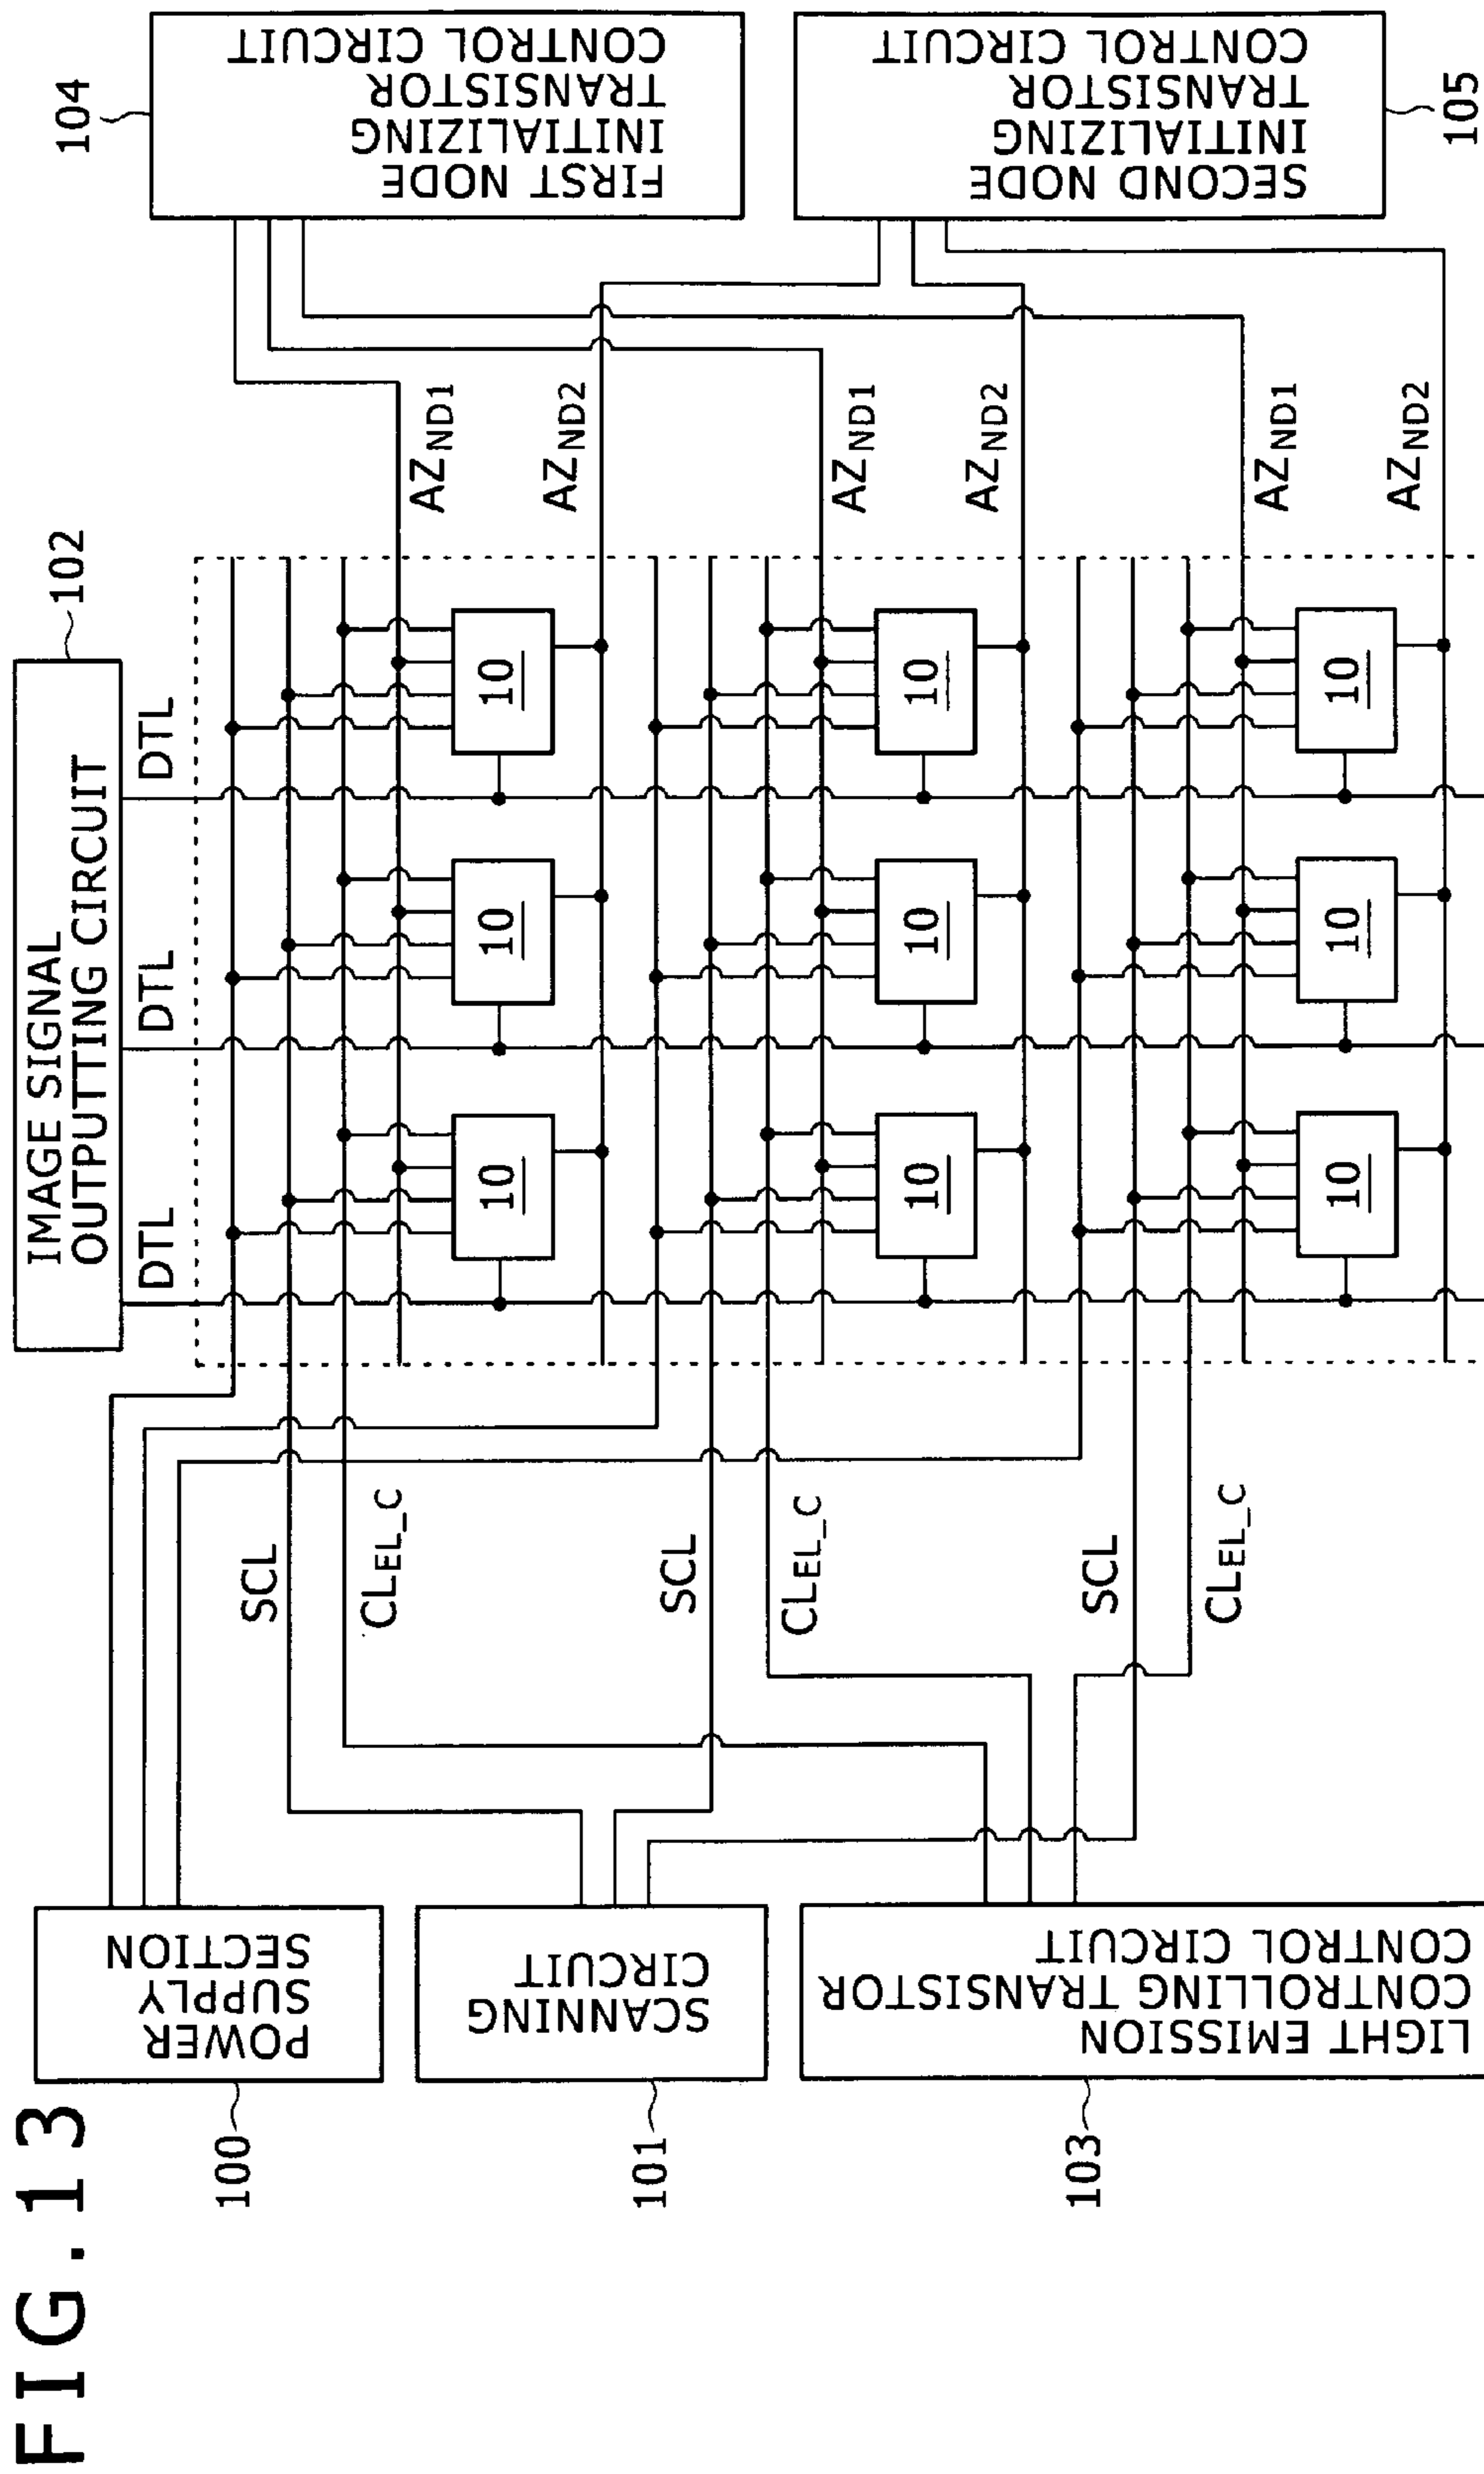 FIG.13
IMAGE SIGNAL
OUTPUTTING CIRCUIT
102
DTL
DTL
DTL
100
POWER
SUPPLY
SECTION
101
SCANNING
CIRCUIT
103
LIGHT EMISSION
CONTROLLING TRANSISTOR
CONTROL CIRCUIT
104
FIRST NODE
INITIALIZING
TRANSISTOR
CONTROL CIRCUIT
105
SECOND NODE
INITIALIZING
TRANSISTOR
CONTROL CIRCUIT
SCL
CLEL_C
SCL
CLEL_C
SCL
CLEL_C
10
10
10
10
10
10
10
10
10
AZND1
AZND2
AZND1
AZND2
AZND1
AZND2